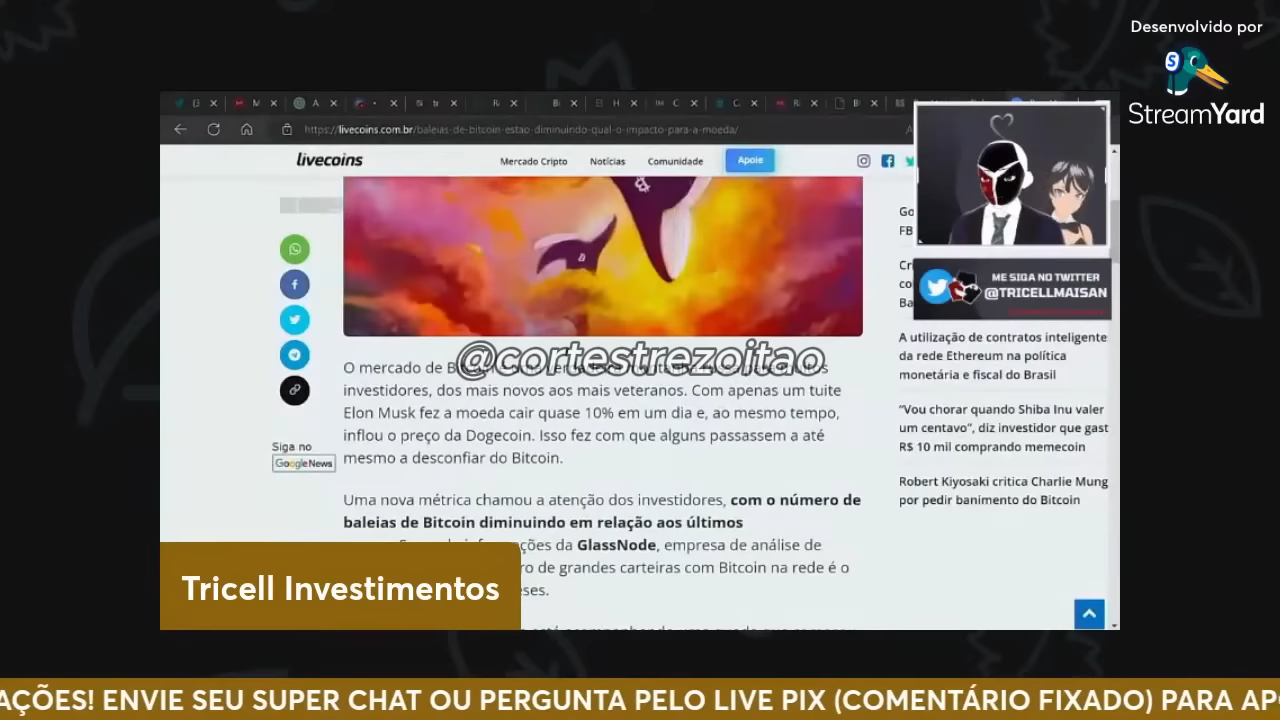 Desenvolvido por
StreamYard
https://livecoins.com.br/baleias-de-bitcoin-estao-diminuindo-qual-o-impacto-para-a-moeda/
livecoins
Mercado Cripto
Notícias
Comunidade
Apoie
ME SIGA NO TWITTER
@TRICELLMAISAN
A utilização de contratos inteligente
da rede Ethereum na política
monetária e fiscal do Brasil
“Vou chorar quando Shiba Inu valer
um centavo”, diz investidor que gast
R$ 10 mil comprando memecoin
Robert Kiyosaki critica Charlie Mung
por pedir banimento do Bitcoin
Siga no
Google News
@cortestrezoitao
O mercado de
investidores, dos mais novos aos mais veteranos. Com apenas um tuite
Elon Musk fez a moeda cair quase 10% em um dia e, ao mesmo tempo,
inflou o preço da Dogecoin. Isso fez com que alguns passassem a até
mesmo a desconfiar do Bitcoin.
Uma nova métrica chamou a atenção dos investidores, com o número de
baleias de Bitcoin diminuindo em relação aos últimos
ções da GlassNode, empresa de análise de
ro de grandes carteiras com Bitcoin na rede é o
eses.
Tricell Investimentos
AÇÕES! ENVIE SEU SUPER CHAT OU PERGUNTA PELO LIVE PIX (COMENTÁRIO FIXADO) PARA AP